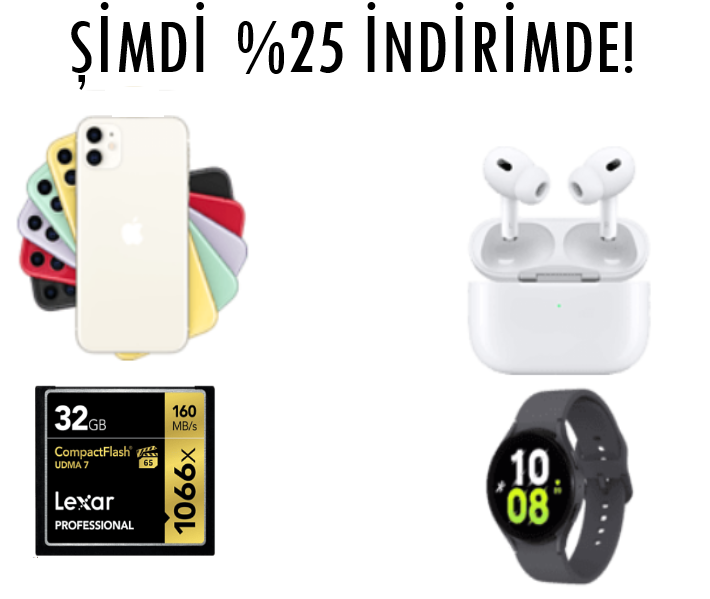 ŞİMDİ %25 İNDİRİMDE!
32GB
160
MB/s
CompactFlash®
UDMA 7
65
1066x
Lexar
PROFESSIONAL
10
08